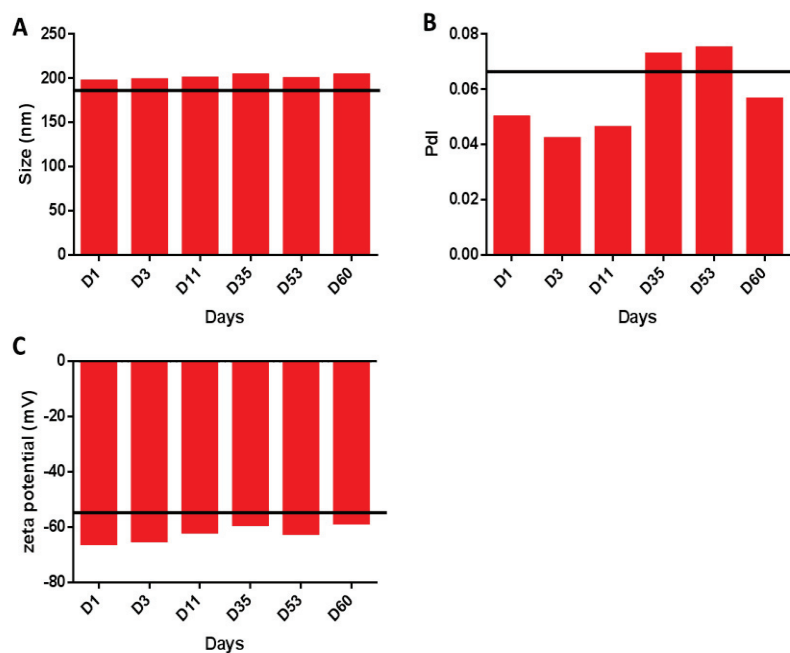 A
Size (nm)
250
200
150
100
50
0
D1 D3 D11 D35 D53 D60
Days
B
PdI
0.08
0.06
0.04
0.02
0.00
D1 D3 D11 D35 D53 D60
Days
C
zeta potential (mV)
0
-20
-40
-60
-80
D1 D3 D11 D35 D53 D60
Days